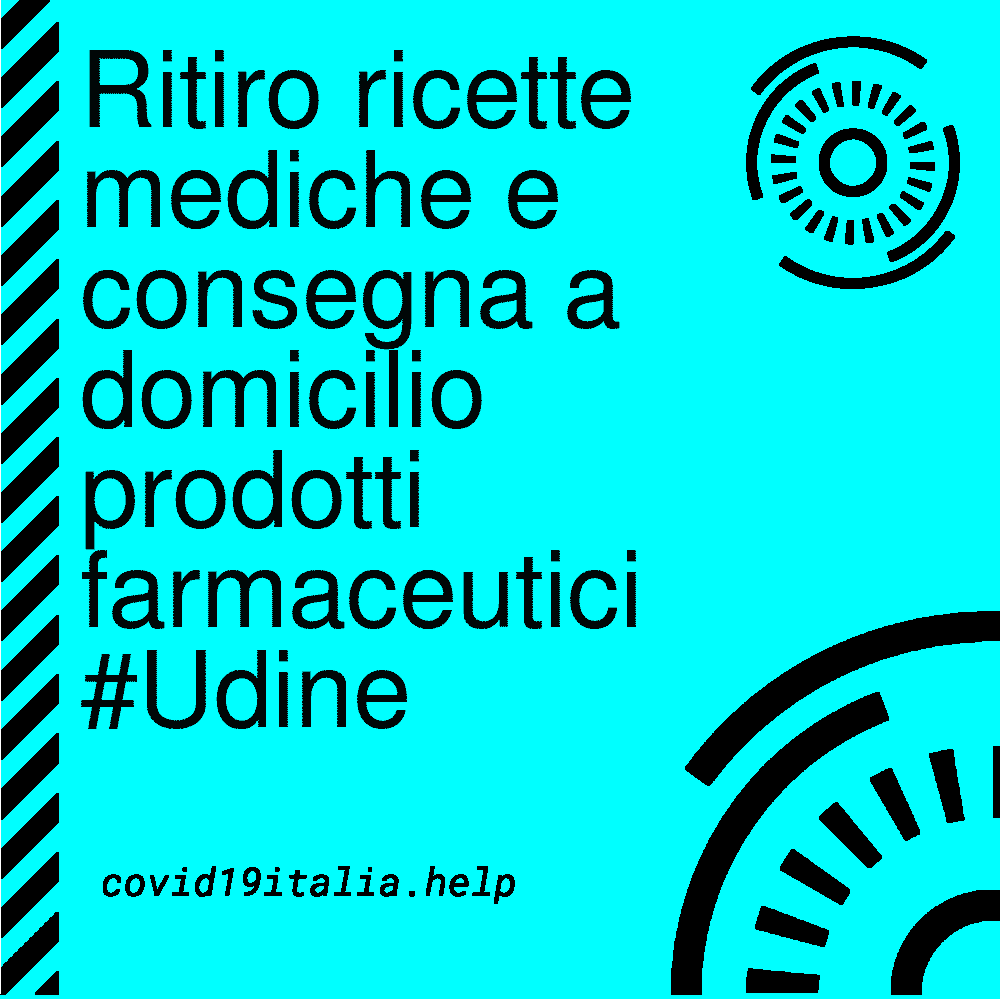 Ritiro ricette
mediche e
consegna a
domicilio
prodotti
farmaceutici
#Udine
covid19italia.help